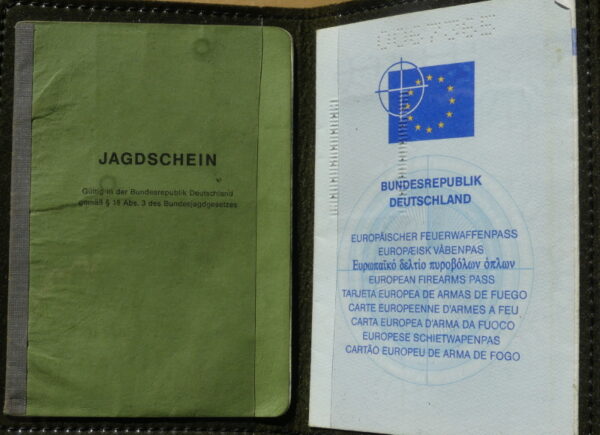 JAGDSCHEIN
Gültig in der Bundesrepublik Deutschland
gemäß § 15 Abs. 3 des Bundesjagdgesetzes
BUNDESREPUBLIK
DEUTSCHLAND
EUROPÄISCHER FEUERWAFFENPASS
EUROPÆISK VÅBENPAS
Ευρωπαϊκό δελτίο πυροβόλων όπλων
EUROPEAN FIREARMS PASS
TARJETA EUROPEA DE ARMAS DE FUEGO
CARTE EUROPEENNE D'ARMES A FEU
CARTA EUROPEA D'ARMA DA FUOCO
EUROPESE SCHIETWAPENPAS
CARTÃO EUROPEU DE ARMA DE FOGO